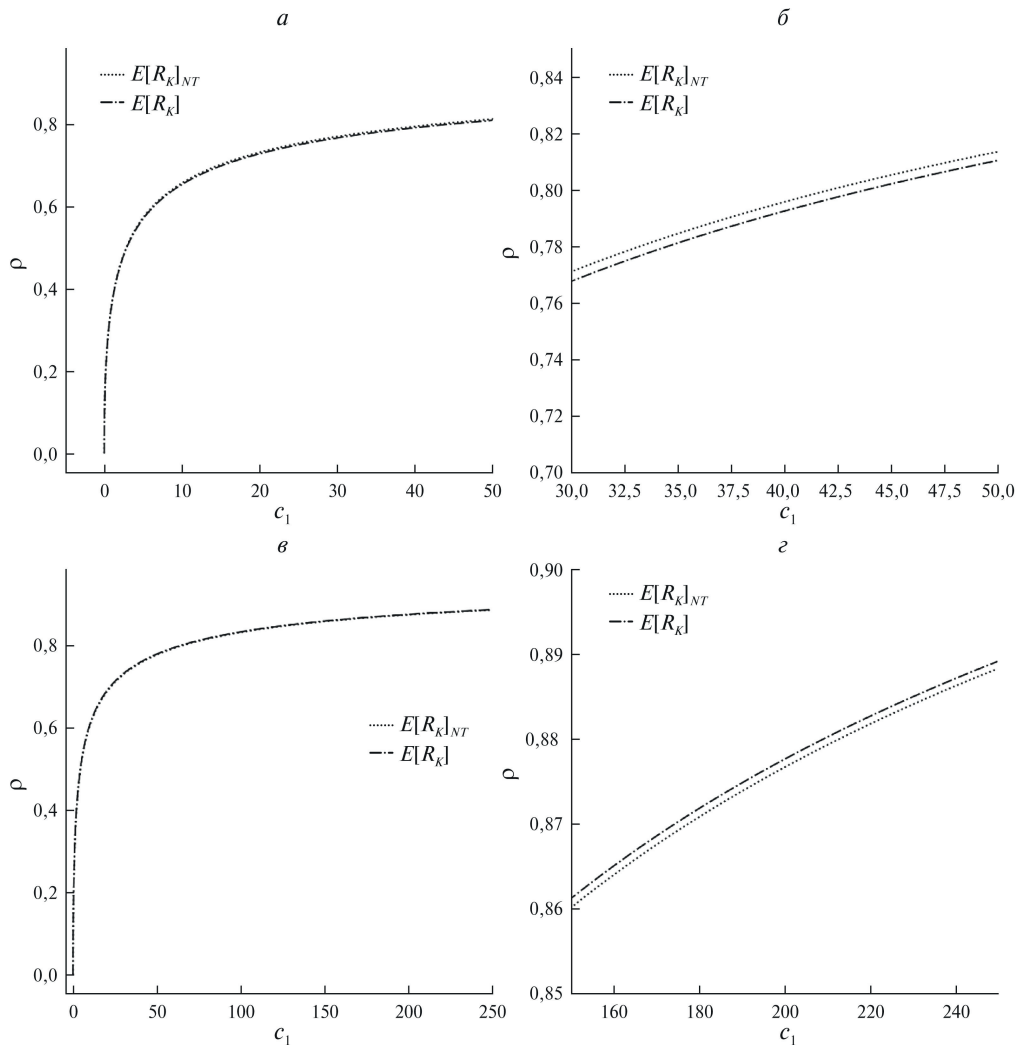 а
E[R_K]_NT
E[R_K]
0,8
0,6
ρ
0,4
0,2
0,0
0 10 20 30 40 50
c_1
б
0,84
E[R_K]_NT
E[R_K]
0,82
0,80
0,78
ρ
0,76
0,74
0,72
0,70
30,0 32,5 35,0 37,5 40,0 42,5 45,0 47,5 50,0
c_1
в
0,8
0,6
E[R_K]_NT
E[R_K]
ρ
0,4
0,2
0,0
0 50 100 150 200 250
c_1
г
0,90
E[R_K]_NT
E[R_K]
0,89
0,88
ρ
0,87
0,86
0,85
160 180 200 220 240
c_1